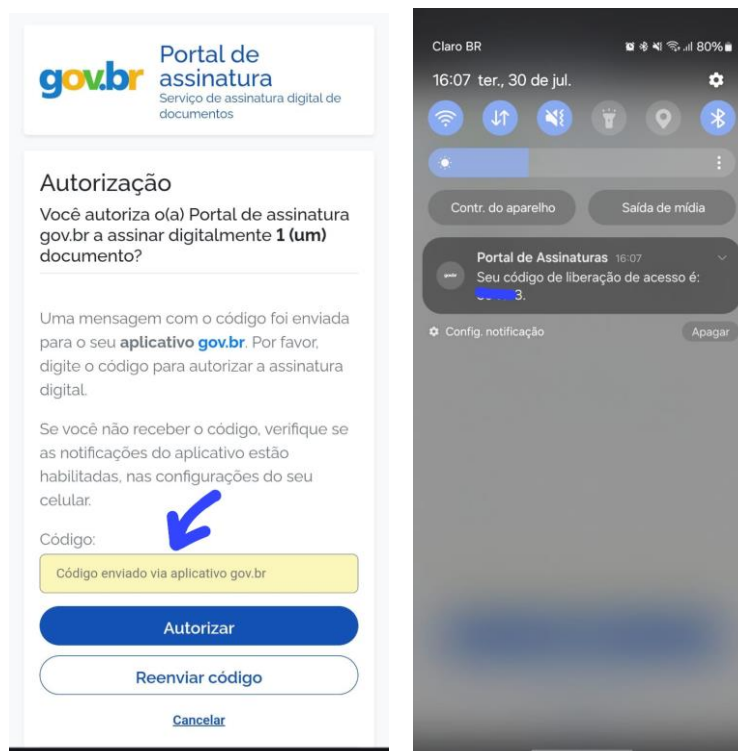 gov.br
Portal de
assinatura
Serviço de assinatura digital de
documentos
Autorização
Você autoriza o(a) Portal de assinatura
gov.br a assinar digitalmente 1 (um)
documento?
Uma mensagem com o código foi enviada
para o seu aplicativo gov.br. Por favor,
digite o código para autorizar a assinatura
digital.
Se você não receber o código, verifique se
as notificações do aplicativo estão
habilitadas, nas configurações do seu
celular.
Código:
Código enviado via aplicativo gov.br
Autorizar
Reenviar código
Cancelar
Claro BR 80%
16:07 ter., 30 de jul.
Contr. do aparelho Saída de mídia
Portal de Assinaturas 16:07
gov.br
Seu código de liberação de acesso é:
3.
Config. notificação Apagar